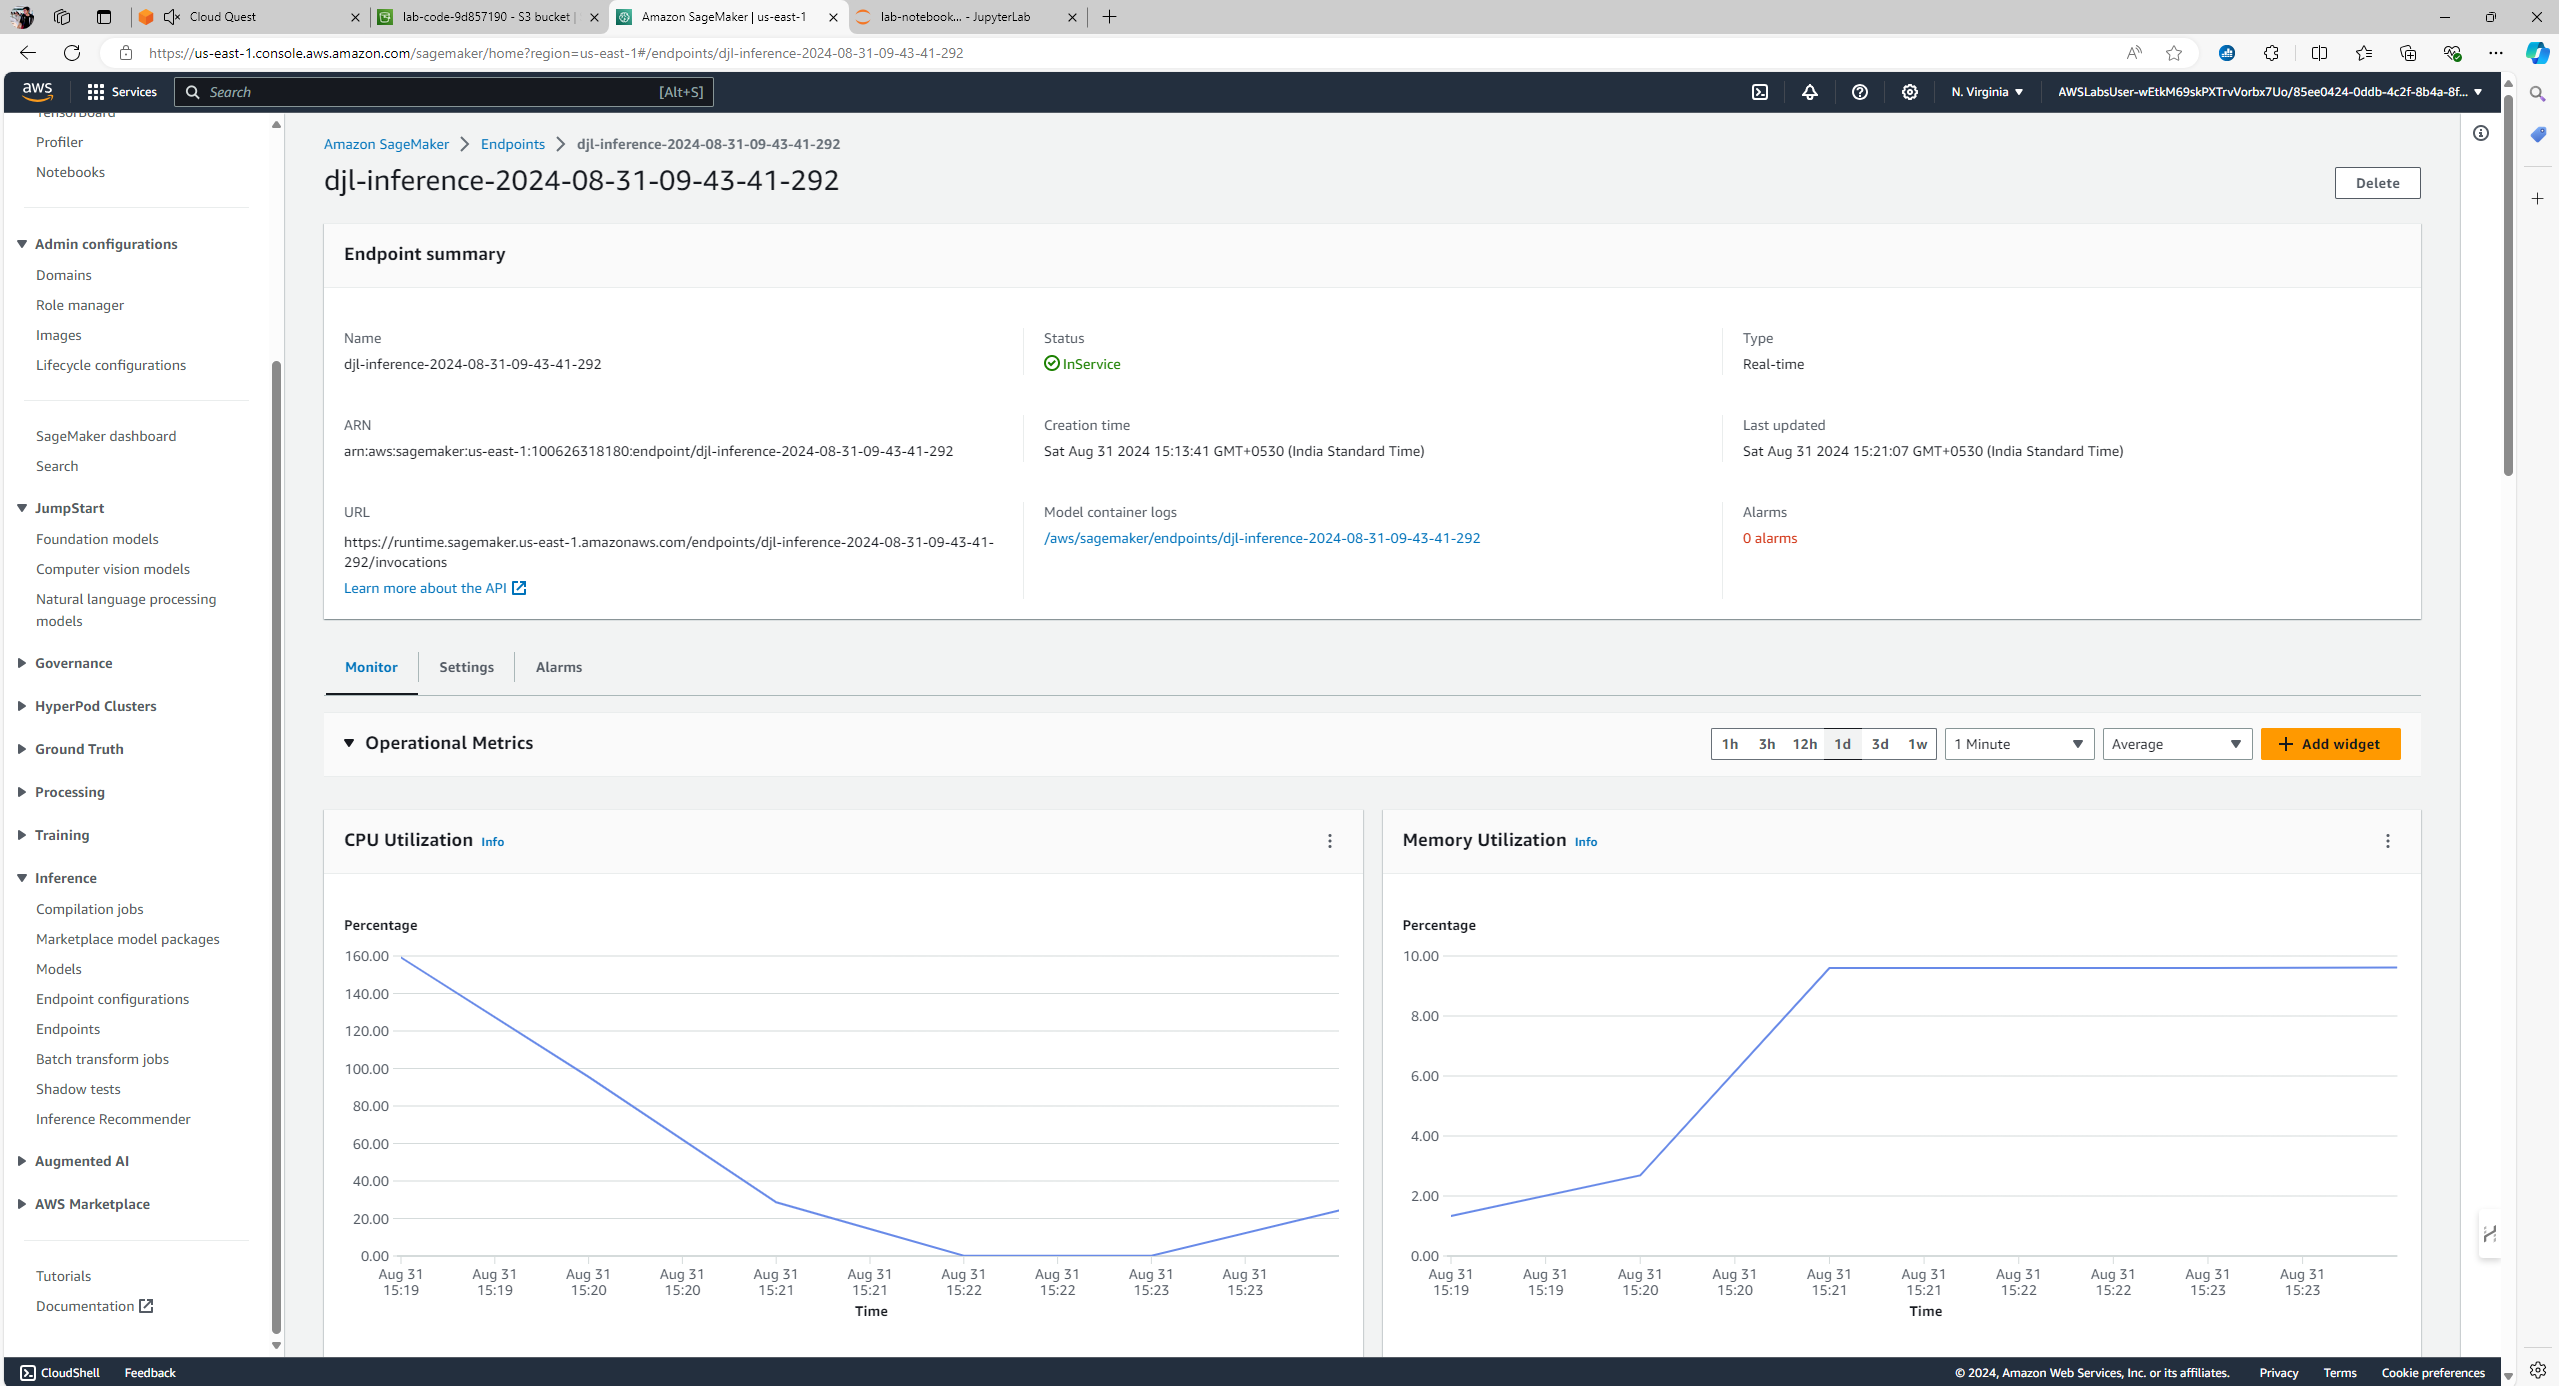 Cloud Quest
lab-code-9d857190 - S3 bucket |
Amazon SageMaker | us-east-1
lab-notebook... - JupyterLab
https://us-east-1.console.aws.amazon.com/sagemaker/home?region=us-east-1#/endpoints/djl-inference-2024-08-31-09-43-41-292
aws
Services
Search
[Alt+S]
N. Virginia
AWSLabsUser-wEtkM69skPXTrvVorbx7Uo/85ee0424-0ddb-4c2f-8b4a-8f...
TensorBoard
Profiler
Notebooks
Admin configurations
Domains
Role manager
Images
Lifecycle configurations
SageMaker dashboard
Search
JumpStart
Foundation models
Computer vision models
Natural language processing
models
Governance
HyperPod Clusters
Ground Truth
Processing
Training
Inference
Compilation jobs
Marketplace model packages
Models
Endpoint configurations
Endpoints
Batch transform jobs
Shadow tests
Inference Recommender
Augmented AI
AWS Marketplace
Tutorials
Documentation
Amazon SageMaker
Endpoints
djl-inference-2024-08-31-09-43-41-292
djl-inference-2024-08-31-09-43-41-292
Delete
Endpoint summary
Name
djl-inference-2024-08-31-09-43-41-292
Status
InService
Type
Real-time
ARN
arn:aws:sagemaker:us-east-1:100626318180:endpoint/djl-inference-2024-08-31-09-43-41-292
Creation time
Sat Aug 31 2024 15:13:41 GMT+0530 (India Standard Time)
Last updated
Sat Aug 31 2024 15:21:07 GMT+0530 (India Standard Time)
URL
https://runtime.sagemaker.us-east-1.amazonaws.com/endpoints/djl-inference-2024-08-31-09-43-41-
292/invocations
Learn more about the API
Model container logs
/aws/sagemaker/endpoints/djl-inference-2024-08-31-09-43-41-292
Alarms
0 alarms
Monitor
Settings
Alarms
Operational Metrics
1h 3h 12h 1d 3d 1w
1 Minute
Average
Add widget
CPU Utilization Info
Percentage
160.00
140.00
120.00
100.00
80.00
60.00
40.00
20.00
0.00
Aug 31 Aug 31 Aug 31 Aug 31 Aug 31 Aug 31 Aug 31 Aug 31 Aug 31 Aug 31
15:19 15:19 15:20 15:20 15:21 15:21 15:22 15:22 15:23 15:23
Time
Memory Utilization Info
Percentage
10.00
8.00
6.00
4.00
2.00
0.00
Aug 31 Aug 31 Aug 31 Aug 31 Aug 31 Aug 31 Aug 31 Aug 31 Aug 31 Aug 31
15:19 15:19 15:20 15:20 15:21 15:21 15:22 15:22 15:23 15:23
Time
CloudShell
Feedback
© 2024, Amazon Web Services, Inc. or its affiliates.
Privacy
Terms
Cookie preferences